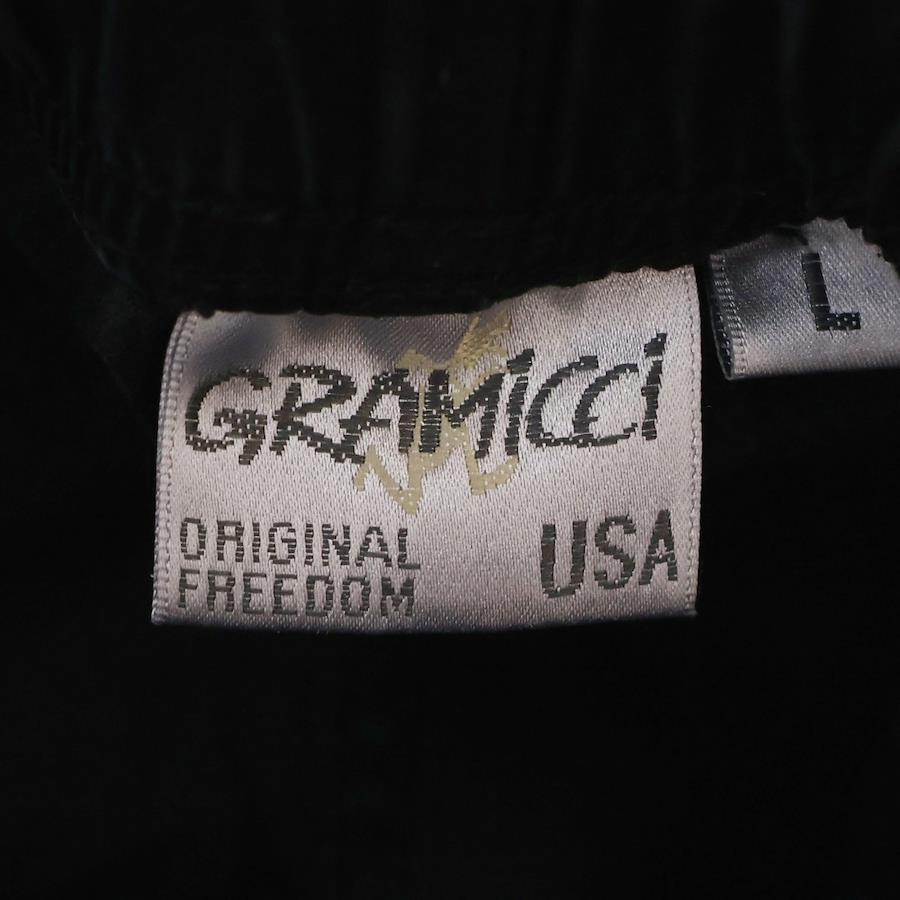 GRAMiCCi
ORIGINAL
FREEDOM
USA
L